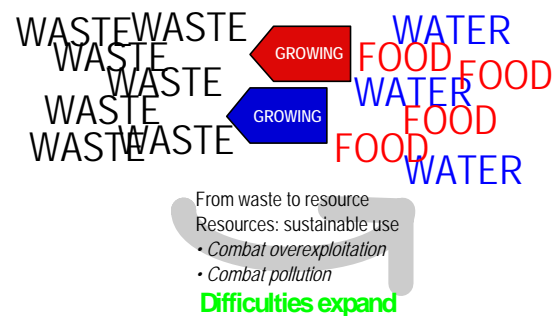 WASTE WASTE
WASTE
WASTE
WASTE
WASTE WASTE
GROWING
GROWING
WATER
FOOD FOOD
WATER
FOOD
FOOD
WATER
From waste to resource
Resources: sustainable use
• Combat overexploitation
• Combat pollution
Difficulties expand